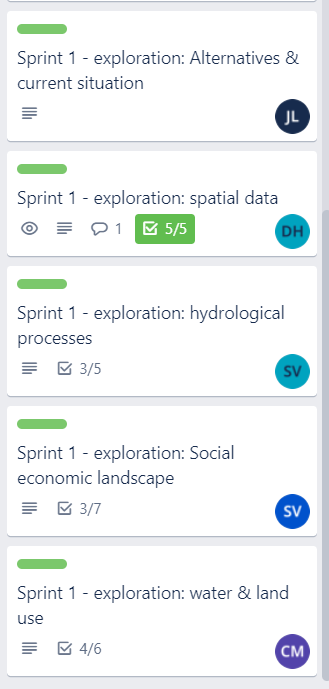 Sprint 1 - exploration: Alternatives &
current situation
JL
Sprint 1 - exploration: spatial data
1 5/5 DH
Sprint 1 - exploration: hydrological
processes
3/5 SV
Sprint 1 - exploration: Social
economic landscape
3/7 SV
Sprint 1 - exploration: water & land
use
4/6 CM